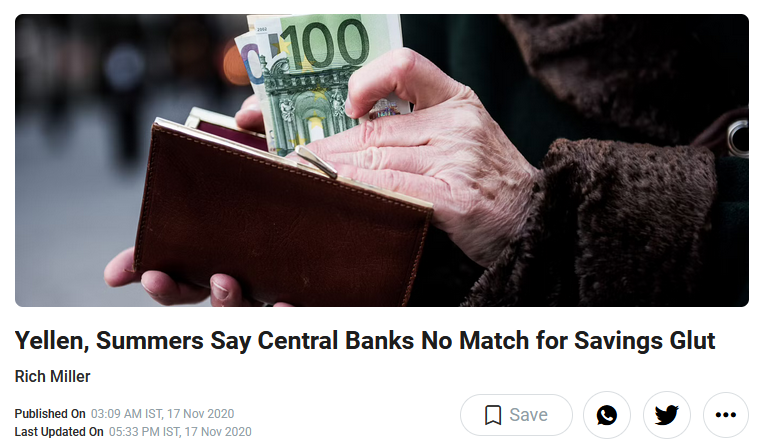 100
Yellen, Summers Say Central Banks No Match for Savings Glut
Rich Miller
Published On 03:09 AM IST, 17 Nov 2020
Last Updated On 05:33 PM IST, 17 Nov 2020
Save